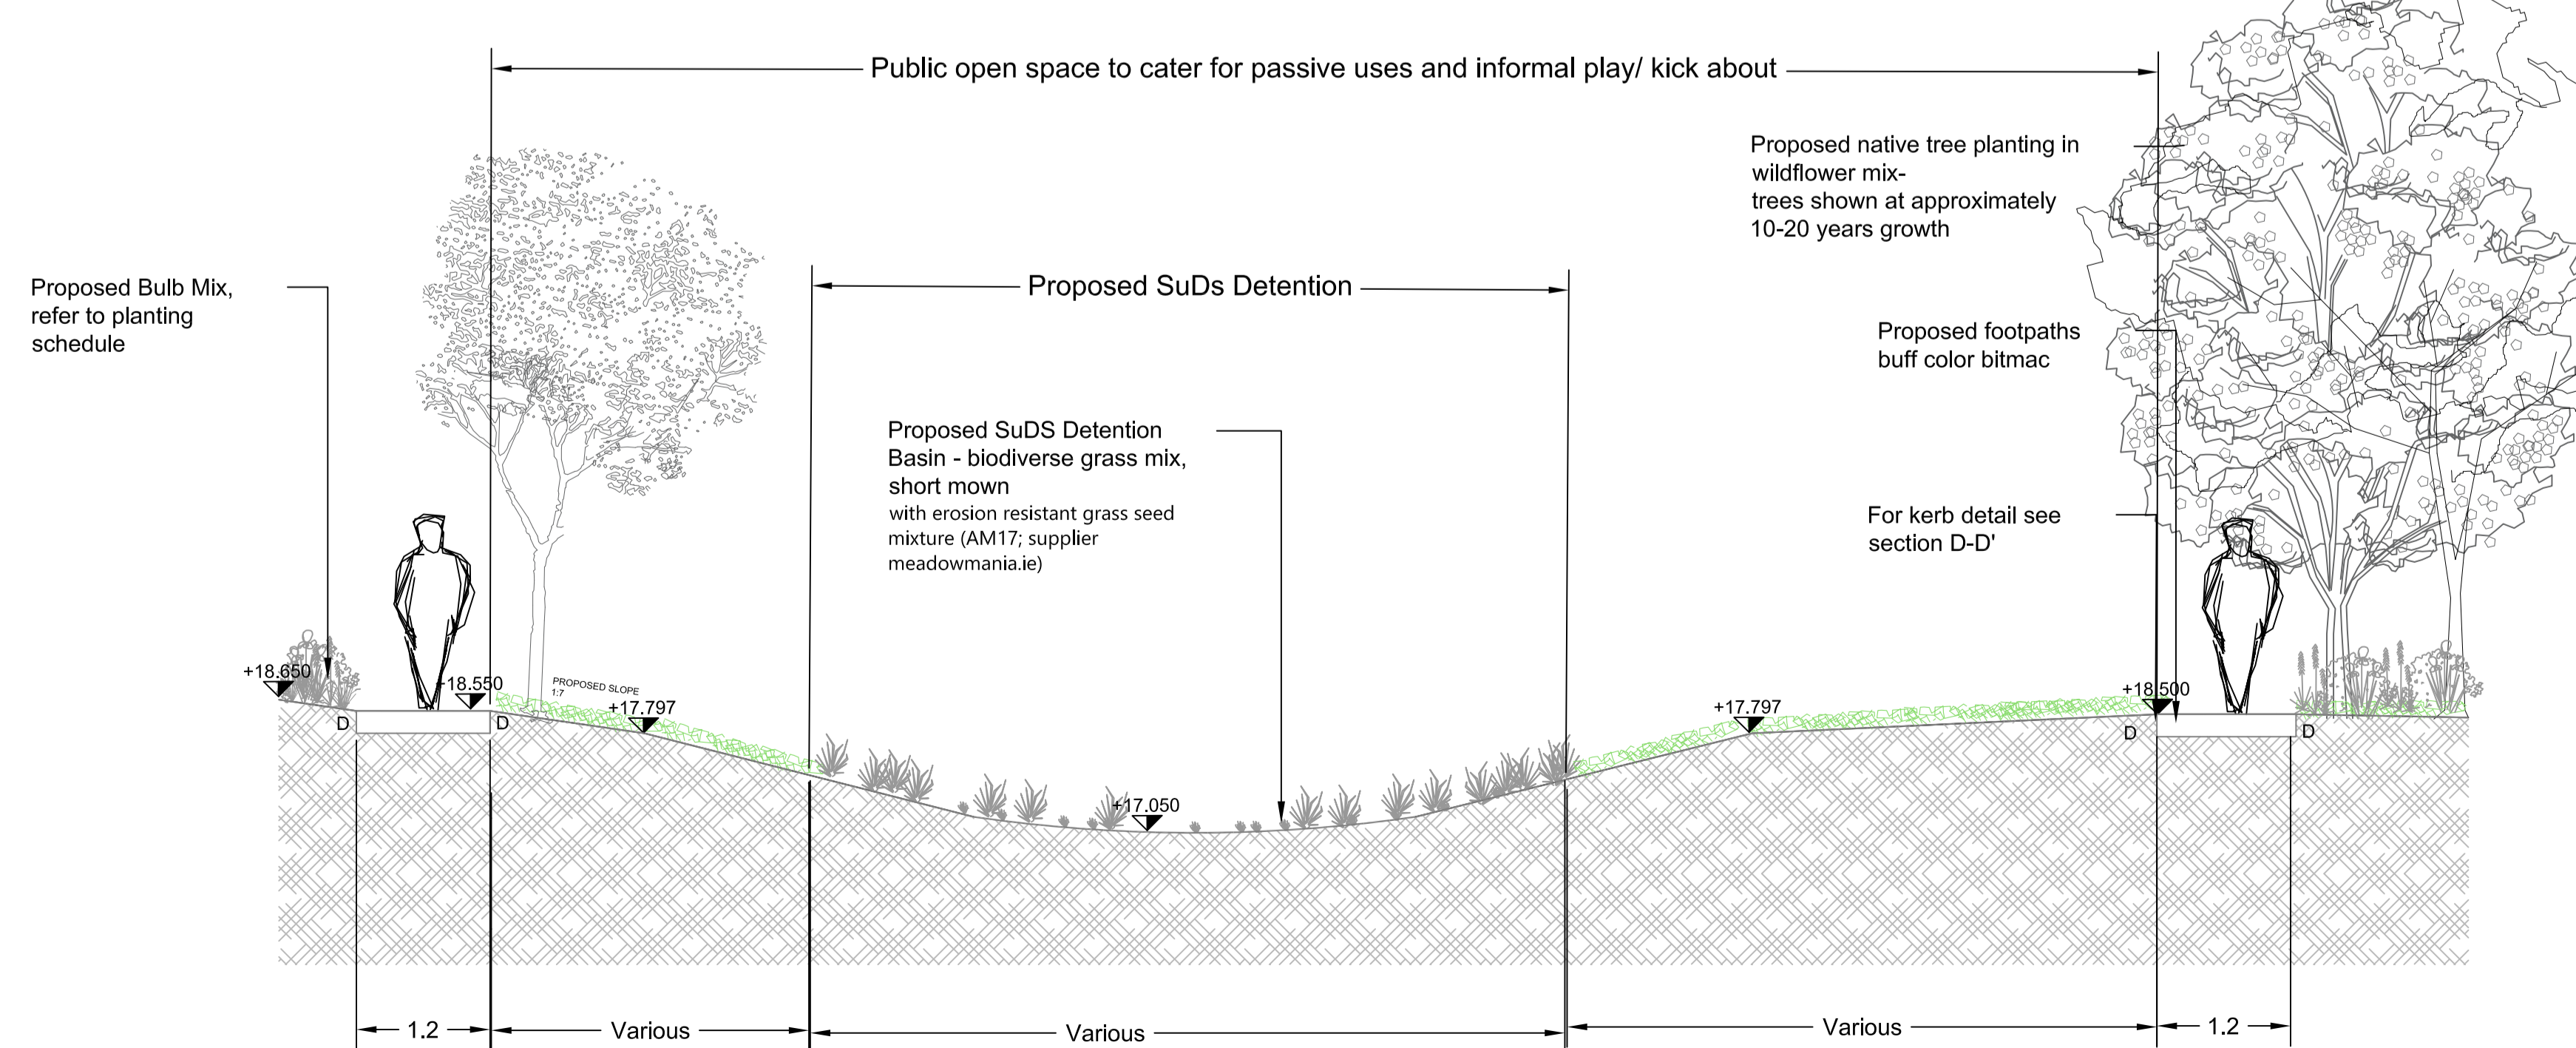 Public open space to cater for passive uses and informal play/ kick about
Proposed native tree planting in
wildflower mix-
trees shown at approximately
10-20 years growth
Proposed Bulb Mix,
refer to planting
schedule
Proposed SuDs Detention
Proposed footpaths
buff color bitmac
Proposed SuDS Detention
Basin - biodiverse grass mix,
short mown
with erosion resistant grass seed
mixture (AM17; supplier
meadowmania.ie)
For kerb detail see
section D-D'
+18.650
+18.550
PROPOSED SLOPE
1:7
+17.797
+17.050
+17.797
+18.500
D
D
D
D
1.2
Various
Various
Various
1.2